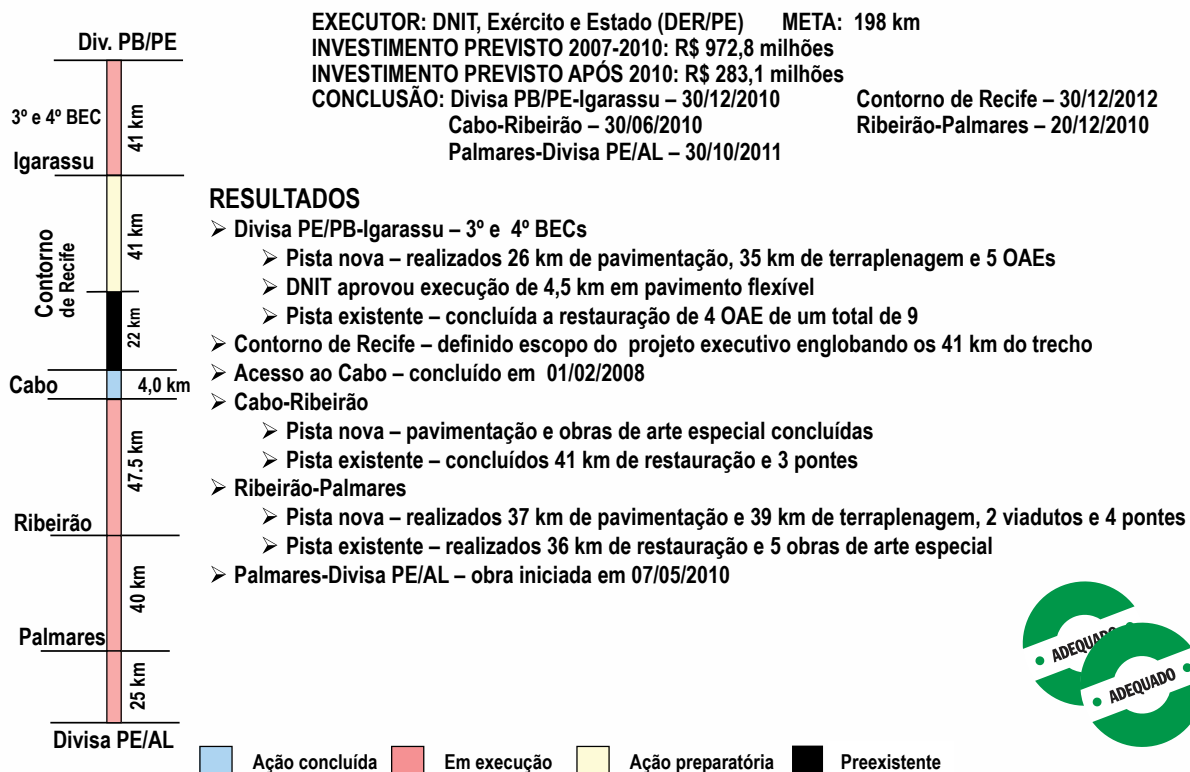 EXECUTOR: DNIT, Exército e Estado (DER/PE) META: 198 km
INVESTIMENTO PREVISTO 2007-2010: R$ 972,8 milhões
INVESTIMENTO PREVISTO APÓS 2010: R$ 283,1 milhões
CONCLUSÃO: Divisa PB/PE-Igarassu – 30/12/2010 Contorno de Recife – 30/12/2012
Cabo-Ribeirão – 30/06/2010 Ribeirão-Palmares – 20/12/2010
Palmares-Divisa PE/AL – 30/10/2011
Div. PB/PE
3º e 4º BEC
41 km
Igarassu
41 km
Contorno
de Recife
22 km
Cabo
4,0 km
47.5 km
Ribeirão
40 km
Palmares
25 km
Divisa PE/AL
RESULTADOS
➢ Divisa PE/PB-Igarassu – 3º e 4º BECs
➢ Pista nova – realizados 26 km de pavimentação, 35 km de terraplenagem e 5 OAEs
➢ DNIT aprovou execução de 4,5 km em pavimento flexível
➢ Pista existente – concluída a restauração de 4 OAE de um total de 9
➢ Contorno de Recife – definido escopo do projeto executivo englobando os 41 km do trecho
➢ Acesso ao Cabo – concluído em 01/02/2008
➢ Cabo-Ribeirão
➢ Pista nova – pavimentação e obras de arte especial concluídas
➢ Pista existente – concluídos 41 km de restauração e 3 pontes
➢ Ribeirão-Palmares
➢ Pista nova – realizados 37 km de pavimentação e 39 km de terraplenagem, 2 viadutos e 4 pontes
➢ Pista existente – realizados 36 km de restauração e 5 obras de arte especial
➢ Palmares-Divisa PE/AL – obra iniciada em 07/05/2010
ADEQUADO
ADEQUADO
Ação concluída Em execução Ação preparatória Preexistente